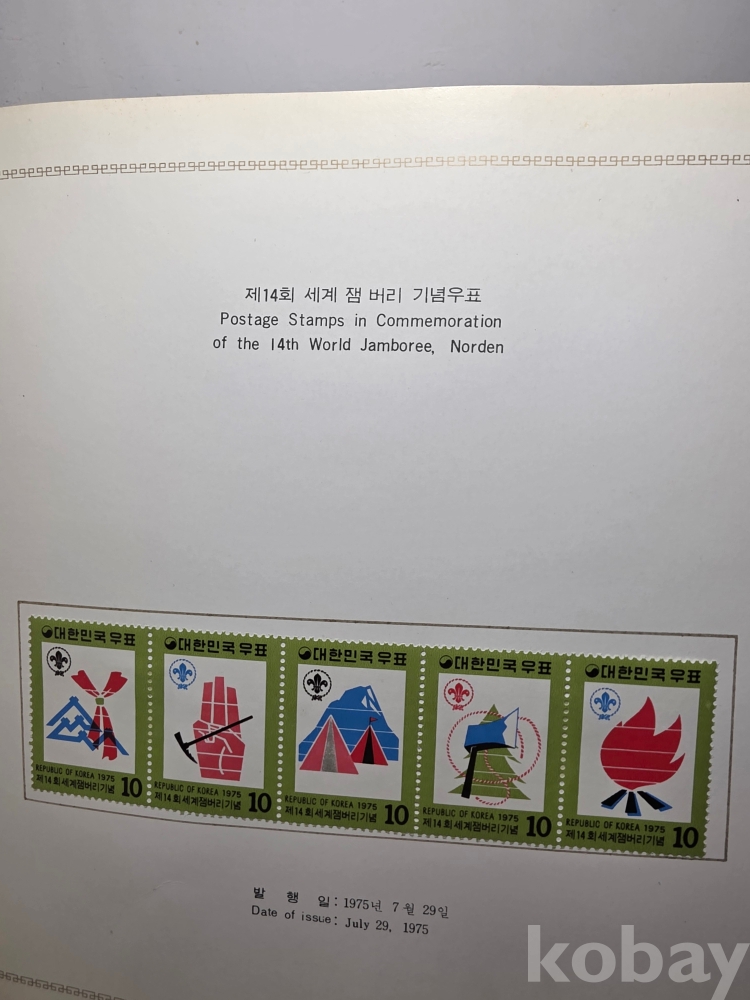 제14회 세계 잼 버리 기념우표
Postage Stamps in Commemoration
of the 14th World Jamboree, Norden
대한민국우표
REPUBLIC OF KOREA 1975
제14회세계잼버리기념 10
대한민국우표
REPUBLIC OF KOREA 1975
제14회세계잼버리기념 10
대한민국우표
REPUBLIC OF KOREA 1975
제14회세계잼버리기념 10
대한민국우표
REPUBLIC OF KOREA 1975
제14회세계잼버리기념 10
대한민국우표
REPUBLIC OF KOREA 1975
제14회세계잼버리기념 10
발 행 일: 1975년 7월 29일
Date of issue: July 29, 1975
kobay